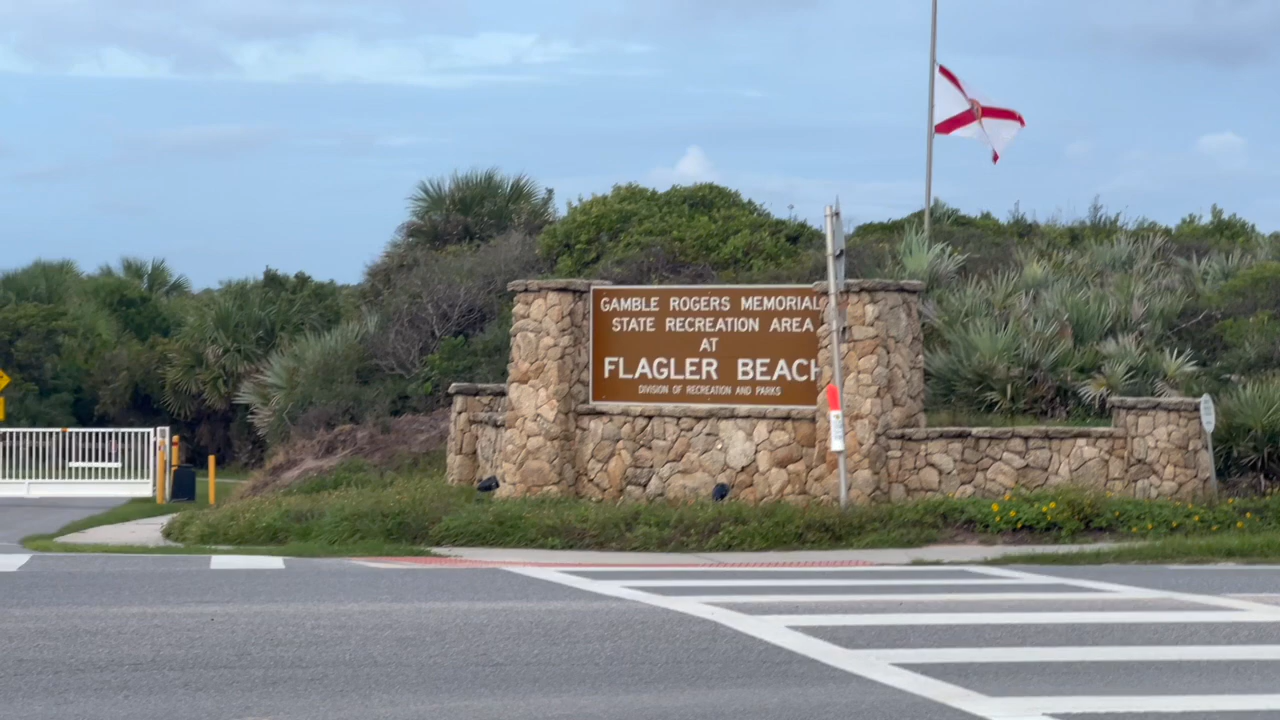 GAMBLE ROGERS MEMORIAL
STATE RECREATION AREA
AT
FLAGLER BEACH
DIVISION OF RECREATION AND PARKS